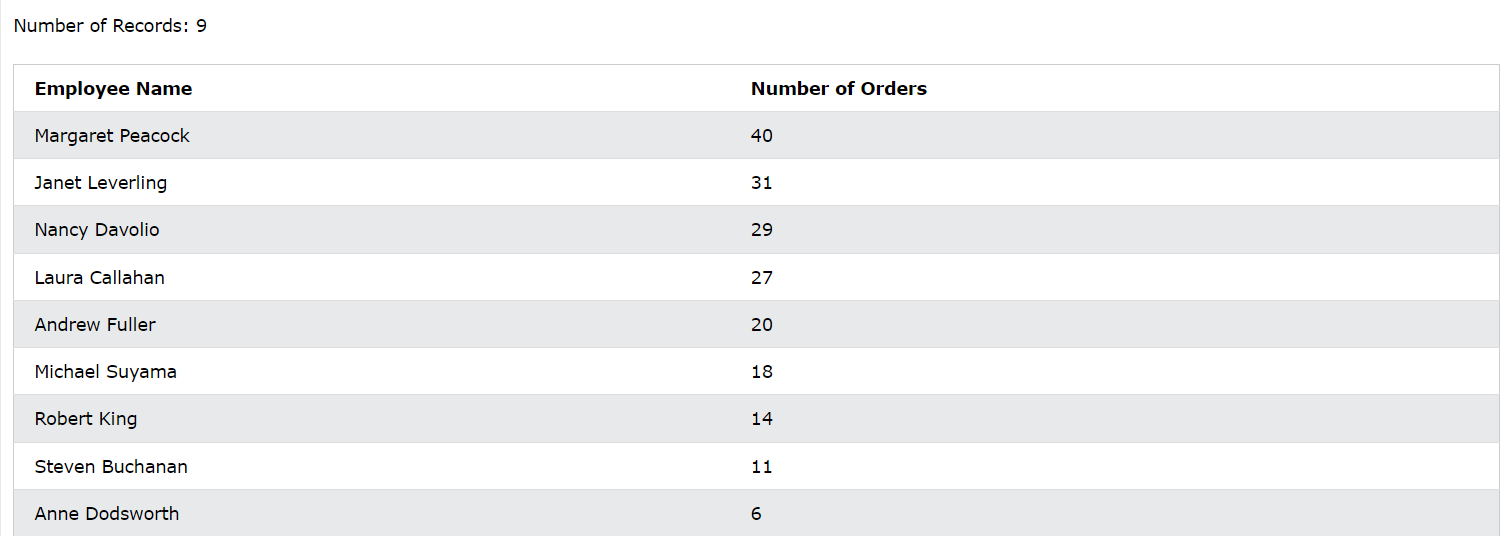 Number of Records: 9
Employee Name Number of Orders
Margaret Peacock 40
Janet Leverling 31
Nancy Davolio 29
Laura Callahan 27
Andrew Fuller 20
Michael Suyama 18
Robert King 14
Steven Buchanan 11
Anne Dodsworth 6